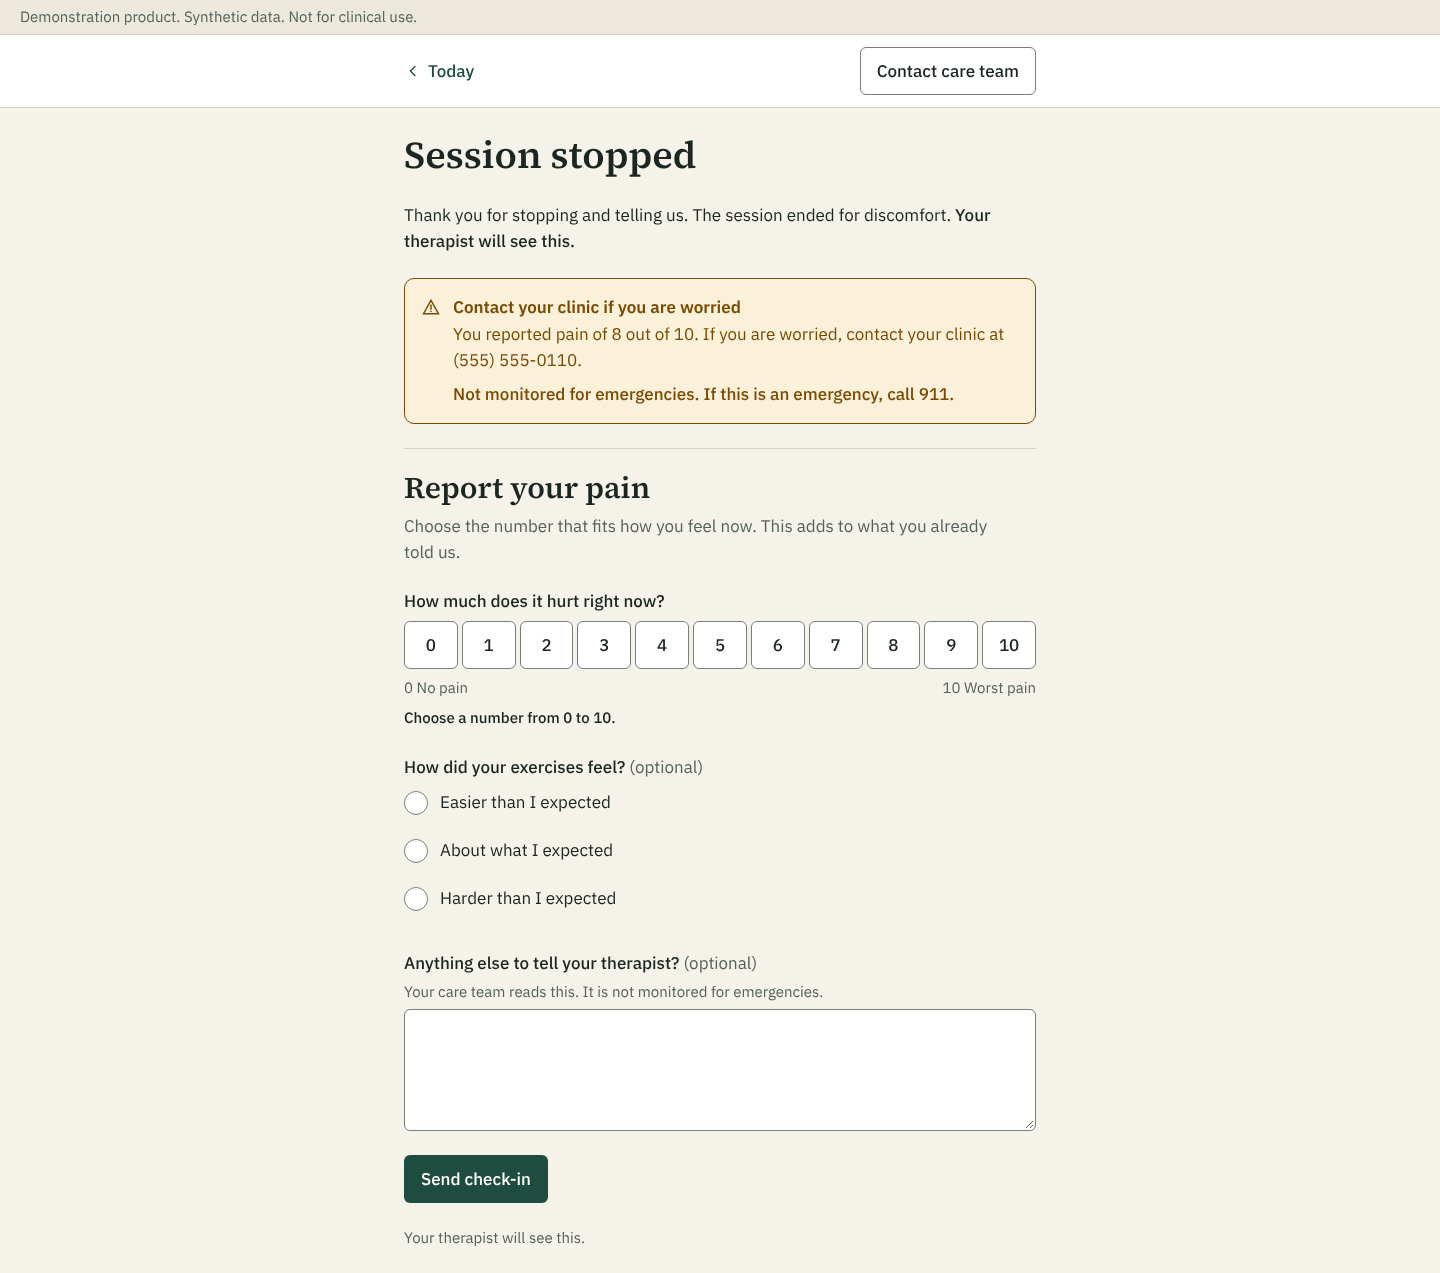 Demonstration product. Synthetic data. Not for clinical use.
Today
Contact care team
Session stopped
Thank you for stopping and telling us. The session ended for discomfort. Your
therapist will see this.
Contact your clinic if you are worried
You reported pain of 8 out of 10. If you are worried, contact your clinic at
(555) 555-0110.
Not monitored for emergencies. If this is an emergency, call 911.
Report your pain
Choose the number that fits how you feel now. This adds to what you already
told us.
How much does it hurt right now?
0 1 2 3 4 5 6 7 8 9 10
0 No pain 10 Worst pain
Choose a number from 0 to 10.
How did your exercises feel? (optional)
Easier than I expected
About what I expected
Harder than I expected
Anything else to tell your therapist? (optional)
Your care team reads this. It is not monitored for emergencies.
Send check-in
Your therapist will see this.